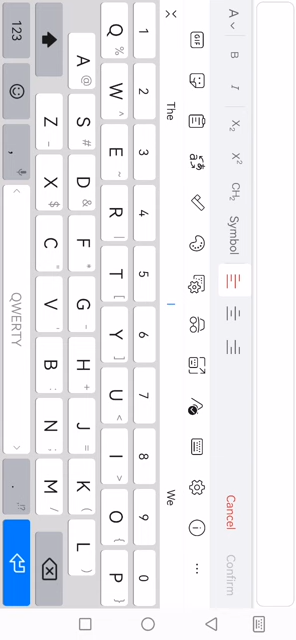 A B I X₂ X² CH₂ Symbol Cancel Confirm
GIF
The I We
1 2 3 4 5 6 7 8 9 0
Q % W ^ E ~ R | T [ Y ] U < I > O { P }
A @ S # D & F * G - H + J = K ( L )
Z _ X $ C " V ' B : N ; M /
123 , < QWERTY > . !?